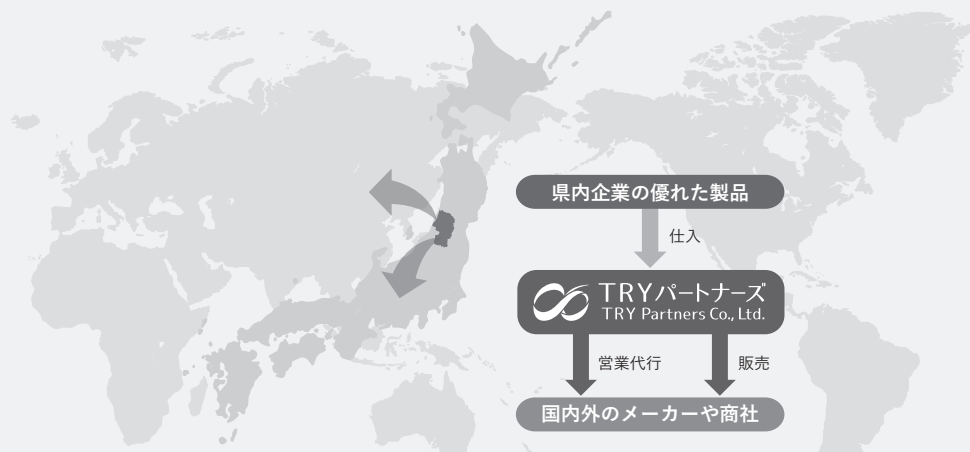 県内企業の優れた製品
仕入
TRYパートナーズ
TRY Partners Co., Ltd.
営業代行
販売
国内外のメーカーや商社